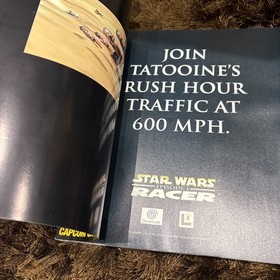 JOIN
TATOOINE'S
RUSH HOUR
TRAFFIC AT
600 MPH.
STAR WARS
EPISODE I
RACER
CAPCOM